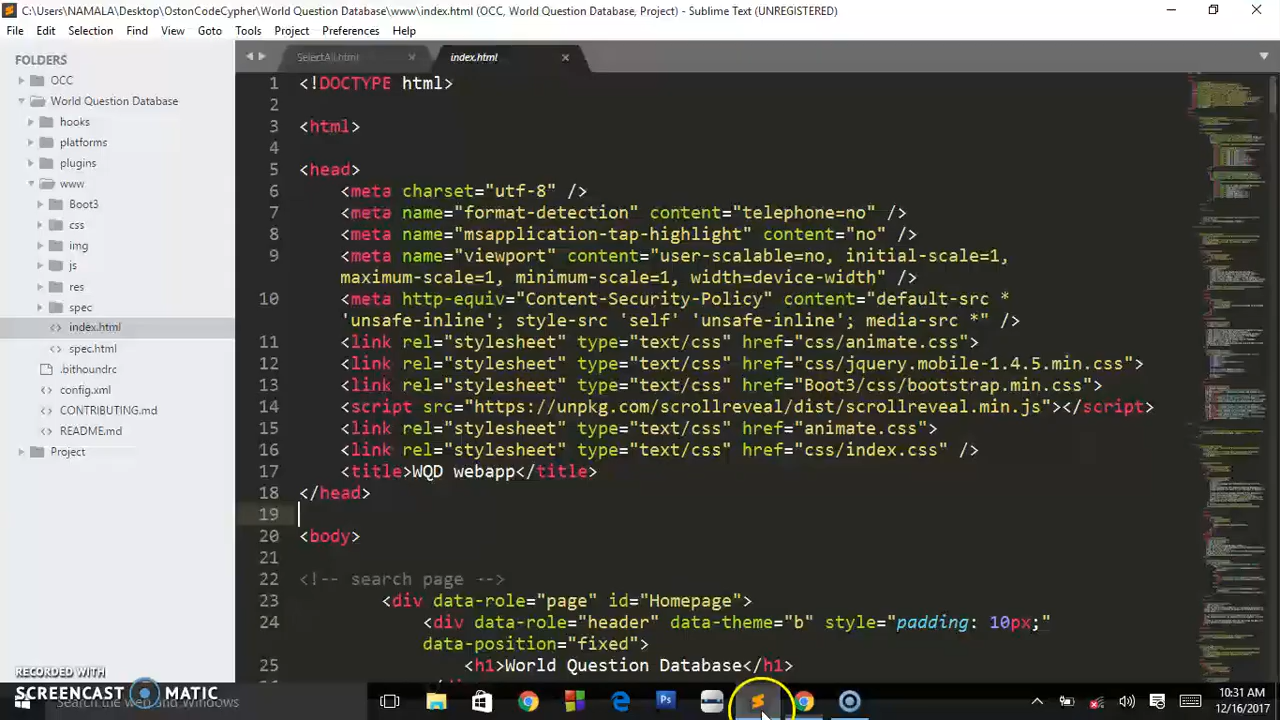 C:\Users\NAMALA\Desktop\OstonCodeCypher\World Question Database\www\index.html (OCC, World Question Database, Project) - Sublime Text (UNREGISTERED)
File Edit Selection Find View Goto Tools Project Preferences Help
FOLDERS
OCC
World Question Database
hooks
platforms
plugins
www
Boot3
css
img
js
res
spec
index.html
spec.html
.bithoundrc
config.xml
CONTRIBUTING.md
README.md
Project
SelectAll.html
index.html
1 <!DOCTYPE html>
2
3 <html>
4
5 <head>
6 <meta charset="utf-8" />
7 <meta name="format-detection" content="telephone=no" />
8 <meta name="msapplication-tap-highlight" content="no" />
9 <meta name="viewport" content="user-scalable=no, initial-scale=1,
maximum-scale=1, minimum-scale=1, width=device-width" />
10 <meta http-equiv="Content-Security-Policy" content="default-src *
'unsafe-inline'; style-src 'self' 'unsafe-inline'; media-src *" />
11 <link rel="stylesheet" type="text/css" href="css/animate.css">
12 <link rel="stylesheet" type="text/css" href="css/jquery.mobile-1.4.5.min.css">
13 <link rel="stylesheet" type="text/css" href="Boot3/css/bootstrap.min.css">
14 <script src="https://unpkg.com/scrollreveal/dist/scrollreveal.min.js"></script>
15 <link rel="stylesheet" type="text/css" href="animate.css">
16 <link rel="stylesheet" type="text/css" href="css/index.css" />
17 <title>WQD webapp</title>
18 </head>
19
20 <body>
21
22 <!-- search page -->
23 <div data-role="page" id="Homepage">
24 <div data-role="header" data-theme="b" style="padding: 10px;"
data-position="fixed">
25 <h1>World Question Database</h1>
RECORDED WITH
SCREENCAST MATIC
Search the web and Windows
Ps
10:31 AM
12/16/2017